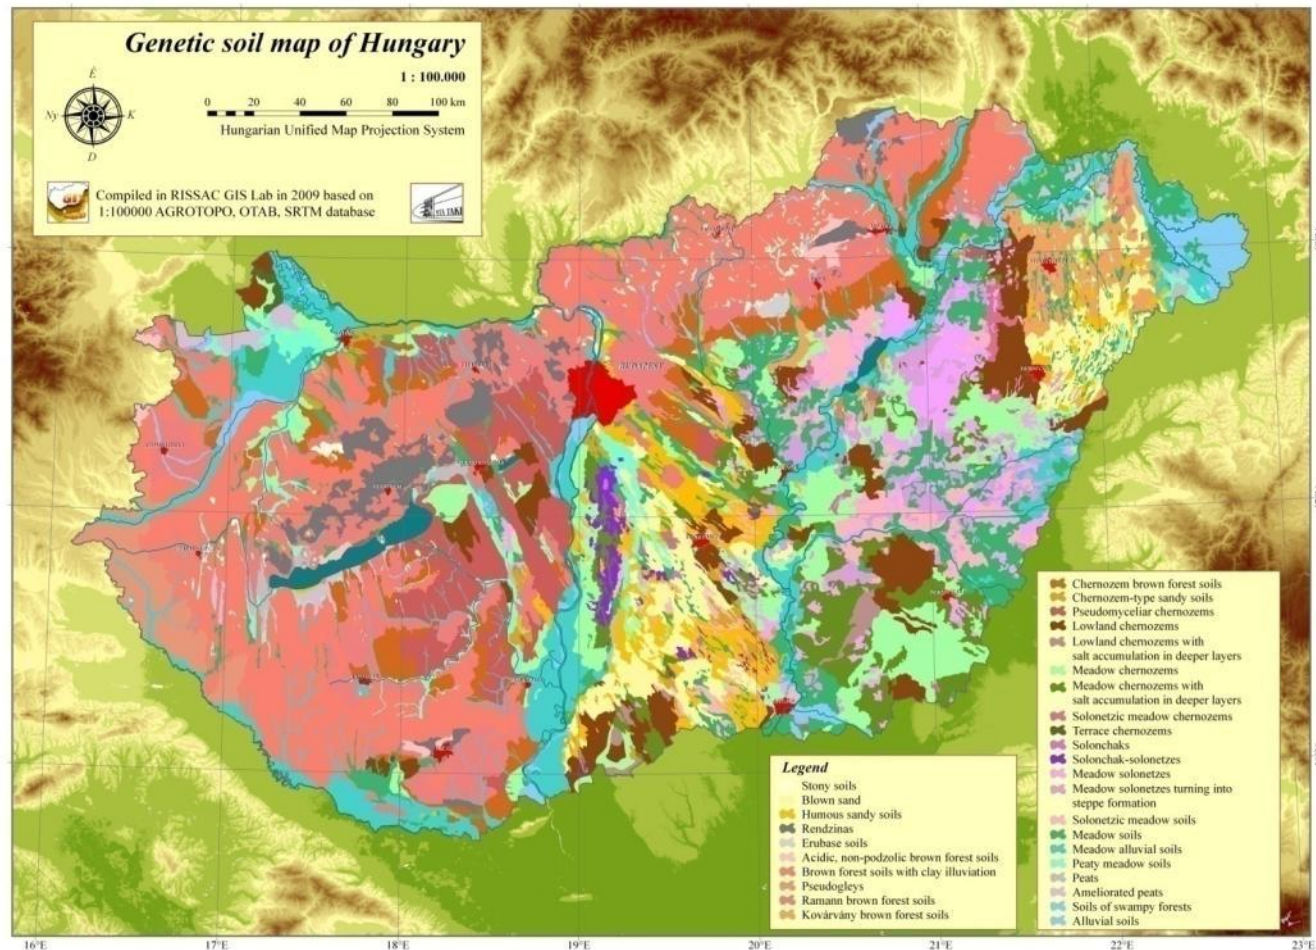 Genetic soil map of Hungary
1 : 100.000
0 20 40 60 80 100 km
Hungarian Unified Map Projection System
É
Ny K
D
Compiled in RISSAC GIS Lab in 2009 based on
1:100000 AGROTOPO, OTAB, SRTM database
BUDAPEST
Legend
Stony soils
Blown sand
Humous sandy soils
Rendzinas
Erubase soils
Acidic, non-podzolic brown forest soils
Brown forest soils with clay illuviation
Pseudogleys
Ramann brown forest soils
Kovárvány brown forest soils
Chernozem brown forest soils
Chernozem-type sandy soils
Pseudomyceliar chernozems
Lowland chernozems
Lowland chernozems with
salt accumulation in deeper layers
Meadow chernozems
Meadow chernozems with
salt accumulation in deeper layers
Solonetzic meadow chernozems
Terrace chernozems
Solonchaks
Solonchak-solonetzes
Meadow solonetzes
Meadow solonetzes turning into
steppe formation
Solonetzic meadow soils
Meadow soils
Meadow alluvial soils
Peaty meadow soils
Peats
Ameliorated peats
Soils of swampy forests
Alluvial soils
16°E 17°E 18°E 19°E 20°E 21°E 22°E 23°E